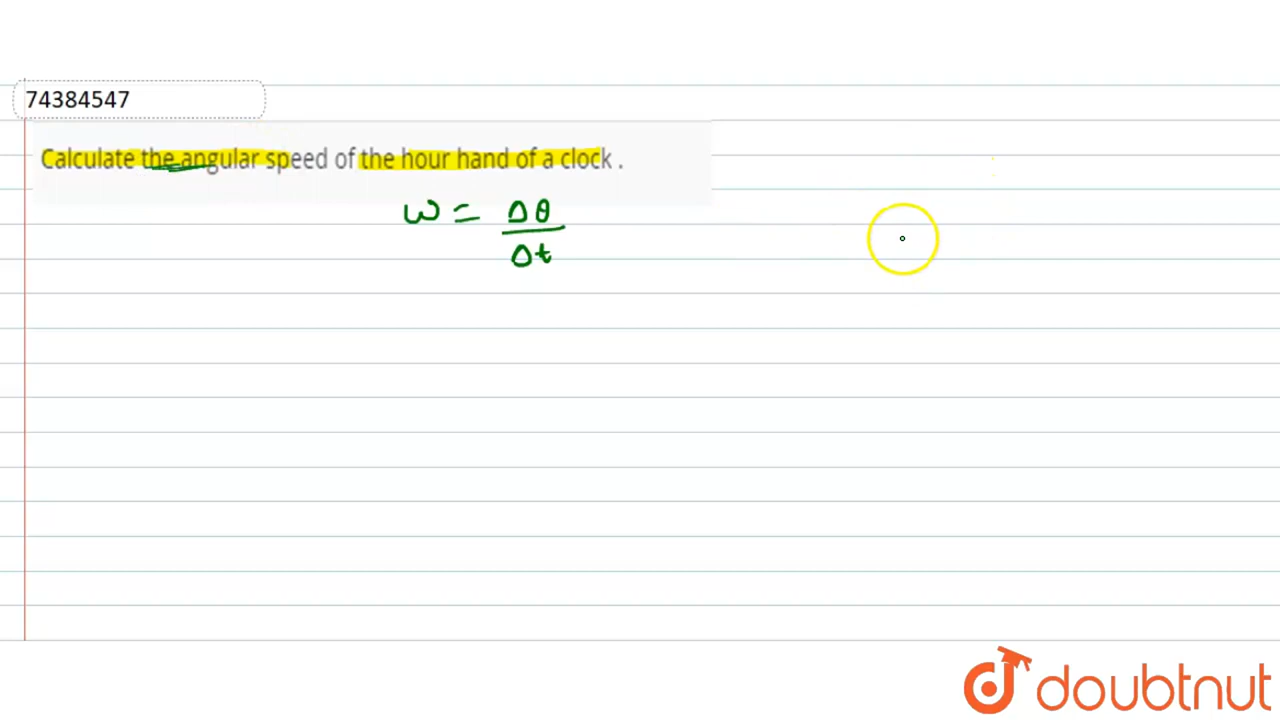 74384547
Calculate the angular speed of the hour hand of a clock .
ω = Δθ
Δt
doubtnut